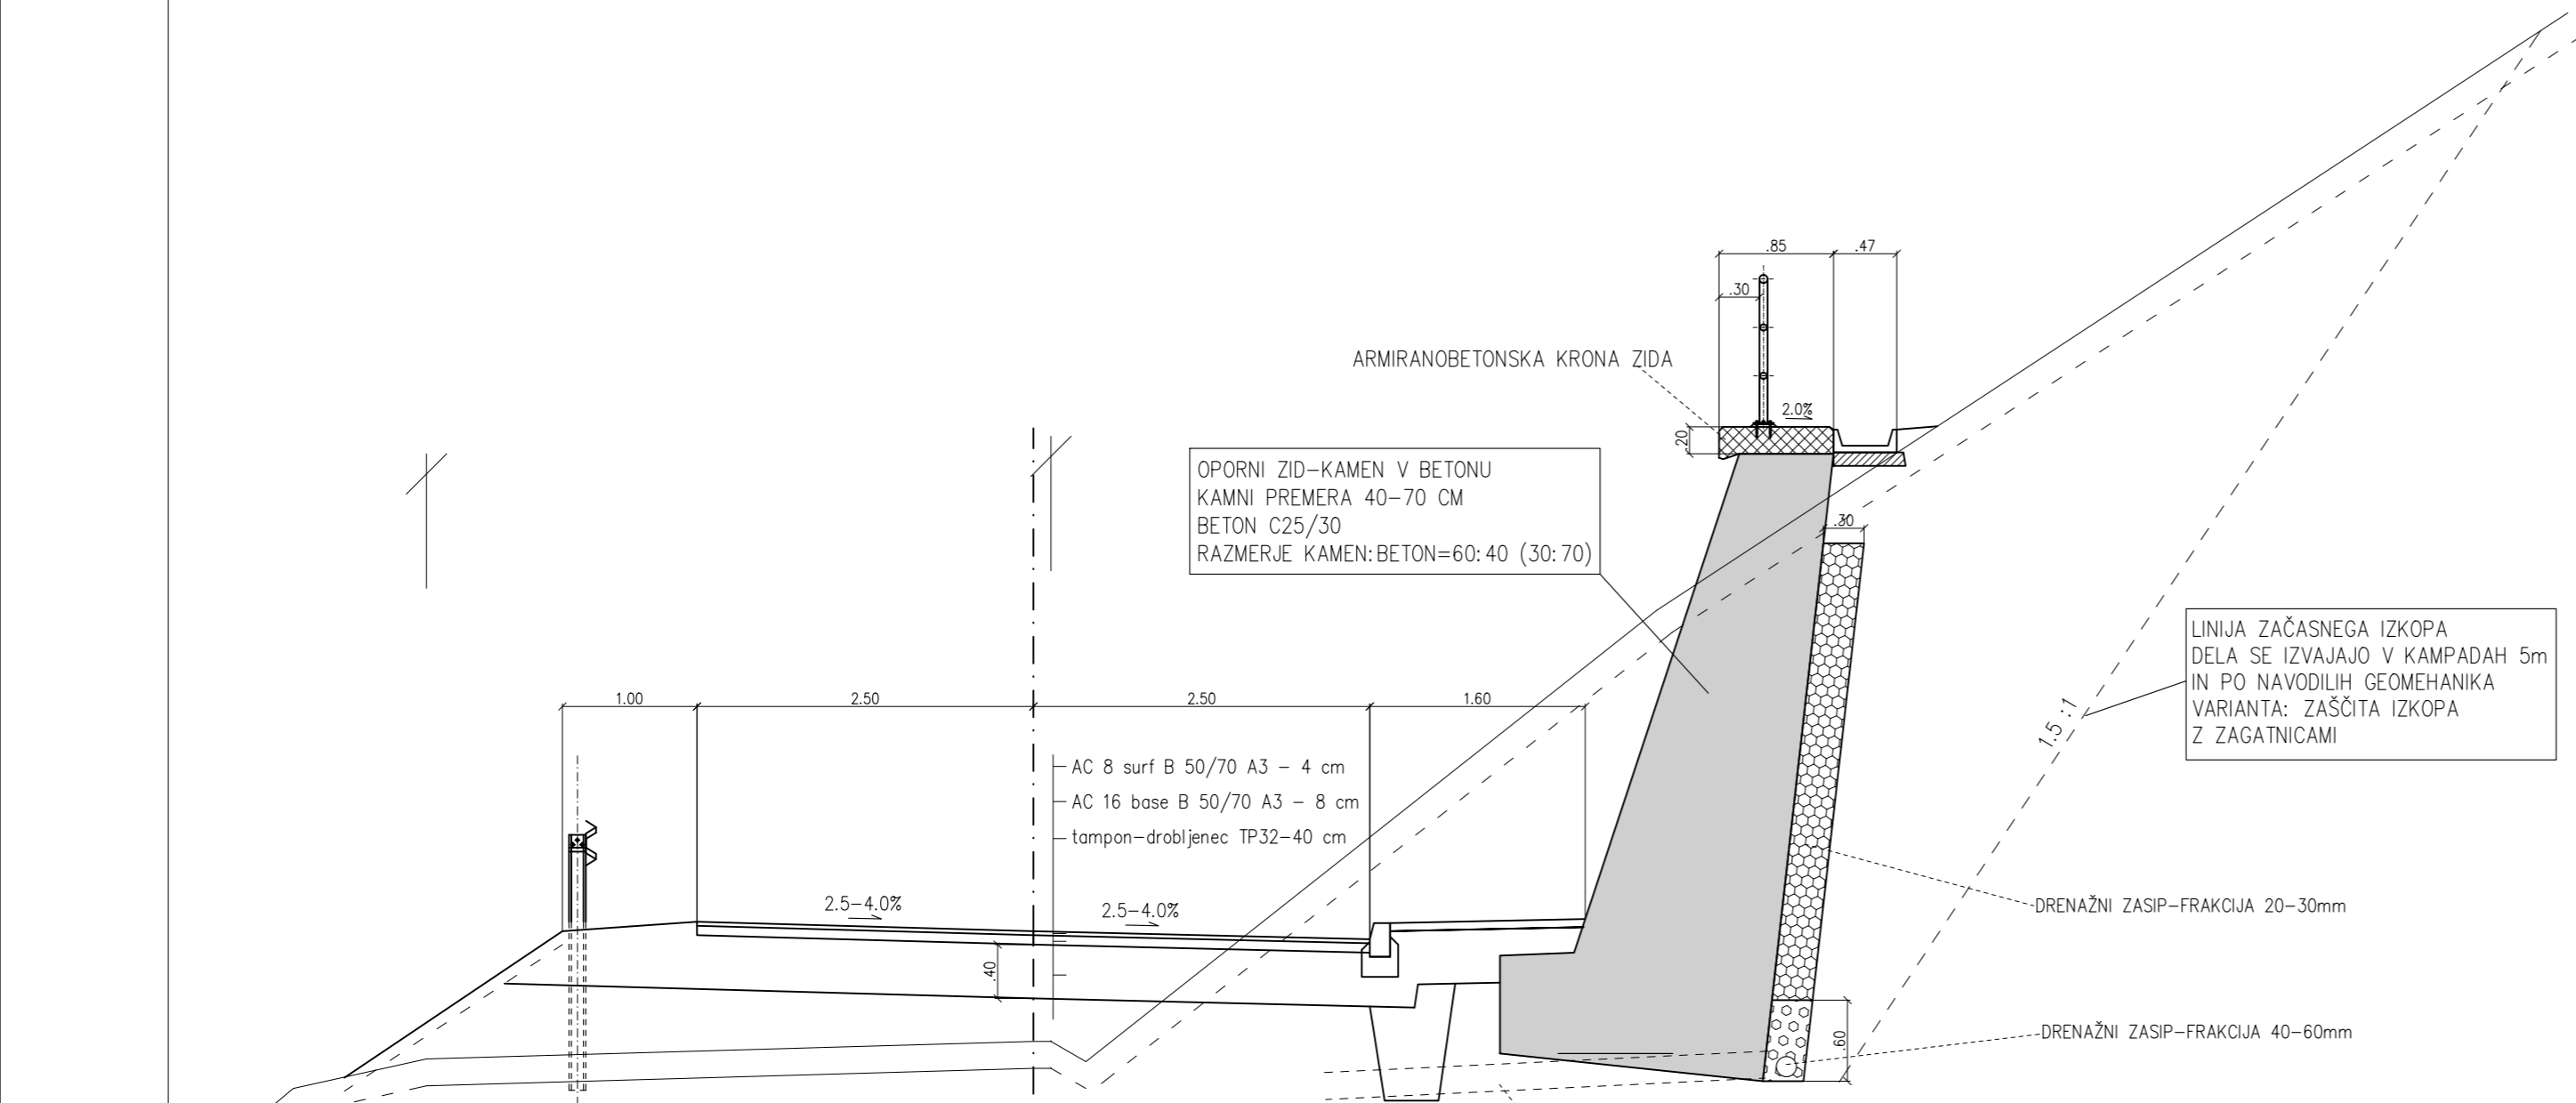 .85
.47
.30
ARMIRANOBETONSKA KRONA ZIDA
2.0%
.20
OPORNI ZID-KAMEN V BETONU
KAMNI PREMERA 40-70 CM
BETON C25/30
RAZMERJE KAMEN:BETON=60:40 (30:70)
.30
LINIJA ZAČASNEGA IZKOPA
DELA SE IZVAJAJO V KAMPADAH 5m
IN PO NAVODILIH GEOMEHANIKA
VARIANTA: ZAŠČITA IZKOPA
Z ZAGATNICAMI
1.5 :1
1.00
2.50
2.50
1.60
AC 8 surf B 50/70 A3 - 4 cm
AC 16 base B 50/70 A3 - 8 cm
tampon-drobljenec TP32-40 cm
2.5-4.0%
2.5-4.0%
.40
DRENAŽNI ZASIP-FRAKCIJA 20-30mm
DRENAŽNI ZASIP-FRAKCIJA 40-60mm
.60